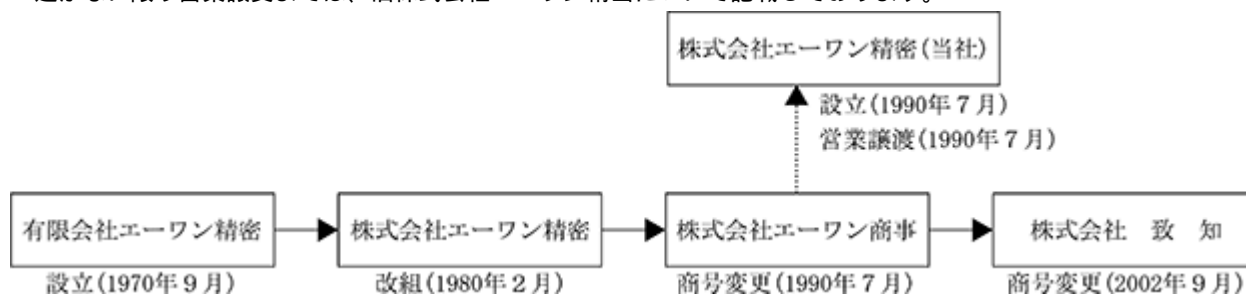 株式会社エーワン精密(当社)
設立(1990年7月)
営業譲渡(1990年7月)
有限会社エーワン精密
株式会社エーワン精密
株式会社エーワン商事
株式会社 致 知
設立(1970年9月)
改組(1980年2月)
商号変更(1990年7月)
商号変更(2002年9月)